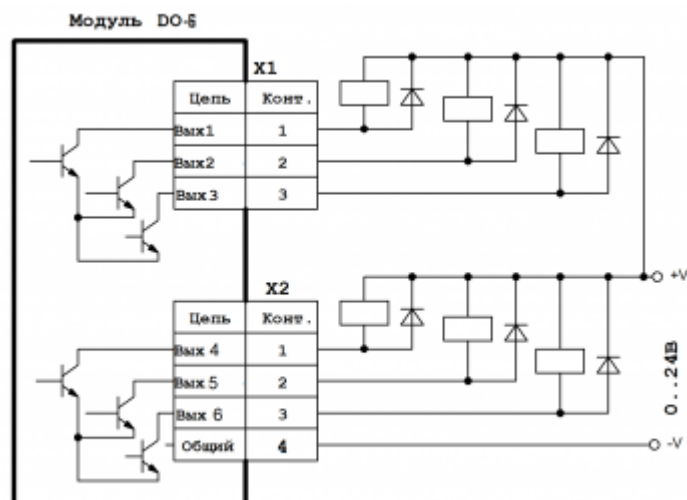 Модуль DO-6
X1
Цепь Конт.
Вых1 1
Вых2 2
Вых3 3
+V
X2
Цепь Конт.
Вых 4 1
Вых 5 2
Вых 6 3
Общий 4
0..24В
-V